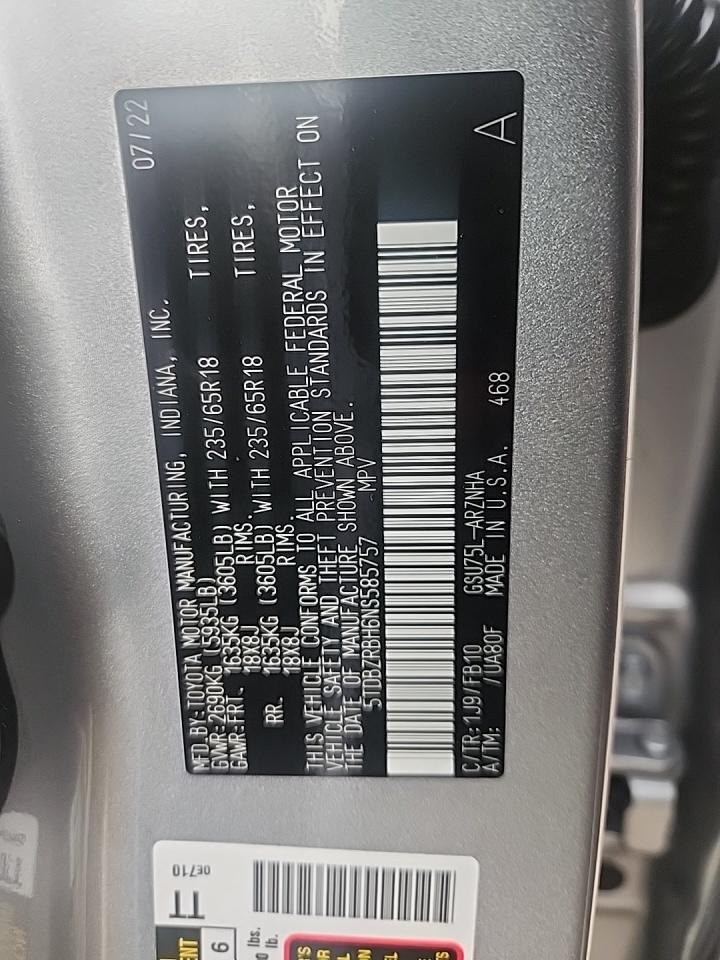 MFD.BY:TOYOTA MOTOR MANUFACTURING, INDIANA, INC. 07/22
GVWR:2690KG (5935LB)
GAWR:FRT. 1635KG (3605LB) WITH 235/65R18 TIRES,
18X8J RIMS.
RR. 1635KG (3605LB) WITH 235/65R18 TIRES,
18X8J RIMS.
THIS VEHICLE CONFORMS TO ALL APPLICABLE FEDERAL MOTOR
VEHICLE SAFETY AND THEFT PREVENTION STANDARDS IN EFFECT ON
THE DATE OF MANUFACTURE SHOWN ABOVE.
5TDBZRBH6NS585757 MPV
C/TR:1J9/FB10 GSU75L-ARZNHA
A/TM: /UA80F MADE IN U.S.A. 468 A
0E710
6
lbs.
lb.